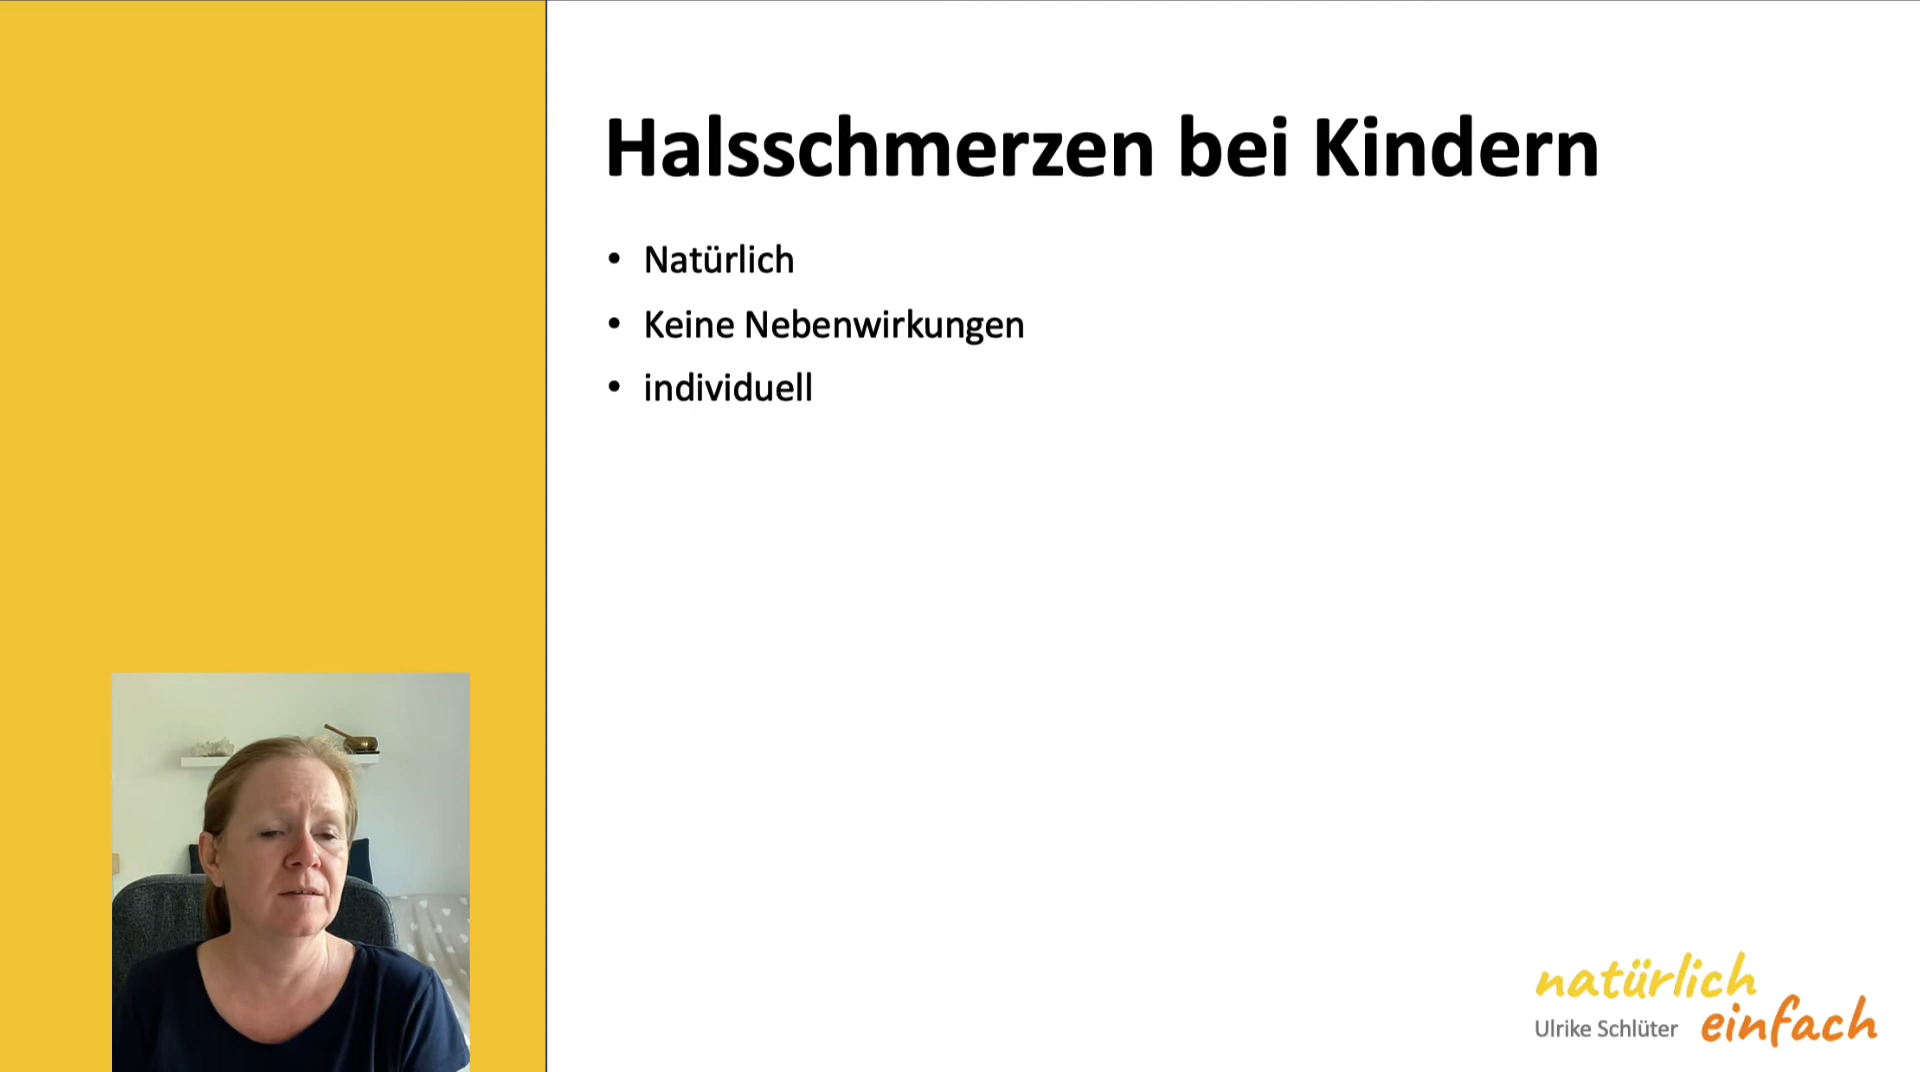 Halsschmerzen bei Kindern
• Natürlich
• Keine Nebenwirkungen
• individuell
natürlich
Ulrike Schlüter einfach